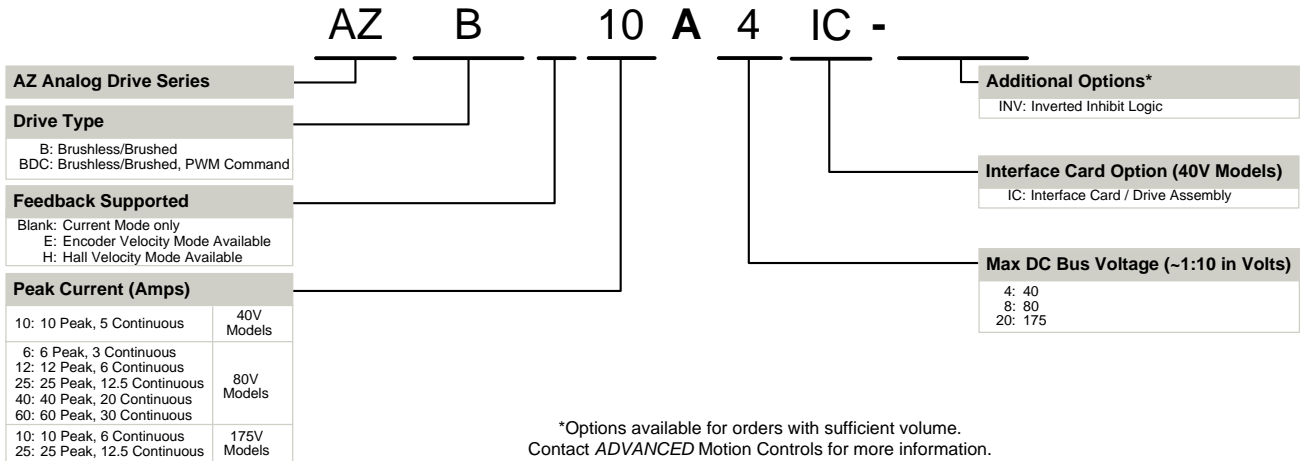 AZ B 10 A 4 IC -
AZ Analog Drive Series
Drive Type
B: Brushless/Brushed
BDC: Brushless/Brushed, PWM Command
Feedback Supported
Blank: Current Mode only
E: Encoder Velocity Mode Available
H: Hall Velocity Mode Available
Peak Current (Amps)
10: 10 Peak, 5 Continuous
40V
Models
6: 6 Peak, 3 Continuous
12: 12 Peak, 6 Continuous
25: 25 Peak, 12.5 Continuous
40: 40 Peak, 20 Continuous
60: 60 Peak, 30 Continuous
80V
Models
10: 10 Peak, 6 Continuous
25: 25 Peak, 12.5 Continuous
175V
Models
Additional Options*
INV: Inverted Inhibit Logic
Interface Card Option (40V Models)
IC: Interface Card / Drive Assembly
Max DC Bus Voltage (~1:10 in Volts)
4: 40
8: 80
20: 175
*Options available for orders with sufficient volume.
Contact ADVANCED Motion Controls for more information.